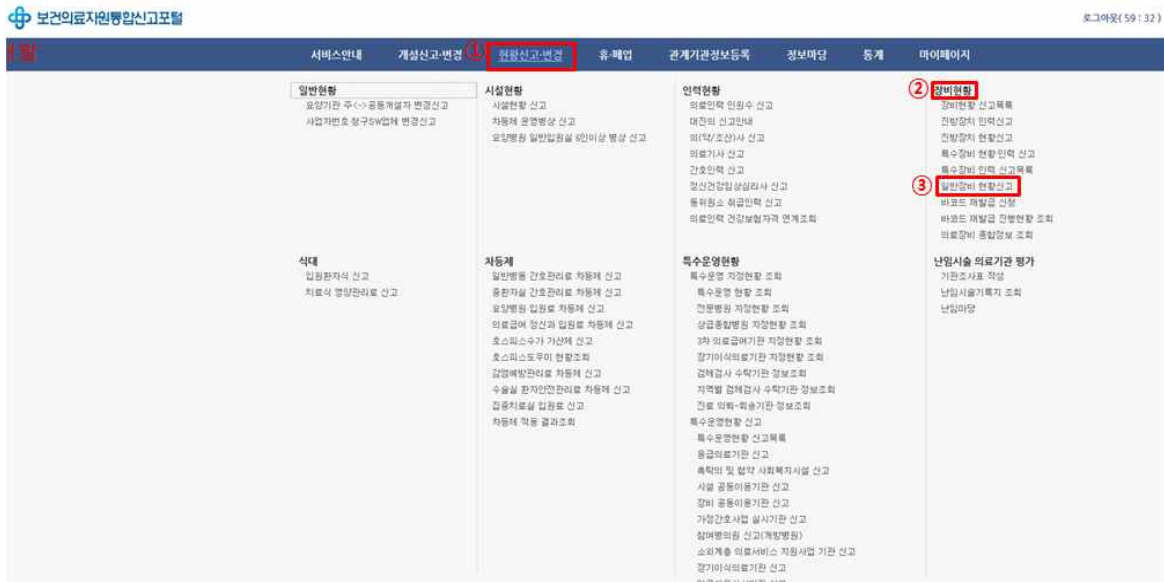 보건의료자원통합신고포털
로그아웃( 59 : 32 )
서비스안내 개설신고·변경 ① 현황신고·변경 휴·폐업 관계기관정보등록 정보마당 통계 마이페이지
일반현황
요양기관 주<->공동개설자 변경신고
사업자번호·청구SW업체 변경신고
시설현황
시설현황 신고
차등제 운영병상 신고
요양병원 일반입원실 6인이상 병상 신고
인력현황
의료인력 인원수 신고
대진의 신고안내
의(약/조산)사 신고
의료기사 신고
간호인력 신고
정신건강임상심리사 신고
동위원소 취급인력 신고
의료인력 건강보험자격 연계조회
② 장비현황
장비현황 신고목록
진방장치 인력신고
진방장치 현황신고
특수장비 현황·인력 신고
특수장비 인력 신고목록
③ 일반장비 현황신고
바코드 재발급 신청
바코드 재발급 진행현황 조회
의료장비 종합정보 조회
식대
입원환자식 신고
치료식 영양관리료 신고
차등제
일반병동 간호관리료 차등제 신고
중환자실 간호관리료 차등제 신고
요양병원 입원료 차등제 신고
의료급여 정신과 입원료 차등제 신고
호스피스수가 가산제 신고
호스피스도우미 현황조회
감염예방관리료 차등제 신고
수술실 환자안전관리료 차등제 신고
집중치료실 입원료 신고
차등제 적용 결과조회
특수운영현황
특수운영 지정현황 조회
특수운영 현황 조회
전문병원 지정현황 조회
상급종합병원 지정현황 조회
3차 의료급여기관 지정현황 조회
장기이식의료기관 지정현황 조회
검체검사 수탁기관 정보조회
지역별 검체검사 수탁기관 정보조회
진료 의뢰-회송기관 정보조회
특수운영현황 신고
특수운영현황 신고목록
응급의료기관 신고
촉탁의 및 협약 사회복지시설 신고
시설 공동이용기관 신고
장비 공동이용기관 신고
가정간호사업 실시기관 신고
참여병의원 신고(개방병원)
소외계층 의료서비스 지원사업 기관 신고
장기이식의료기관 신고
난임시술 의료기관 평가
기관조사표 작성
난임시술기록지 조회
난임마당